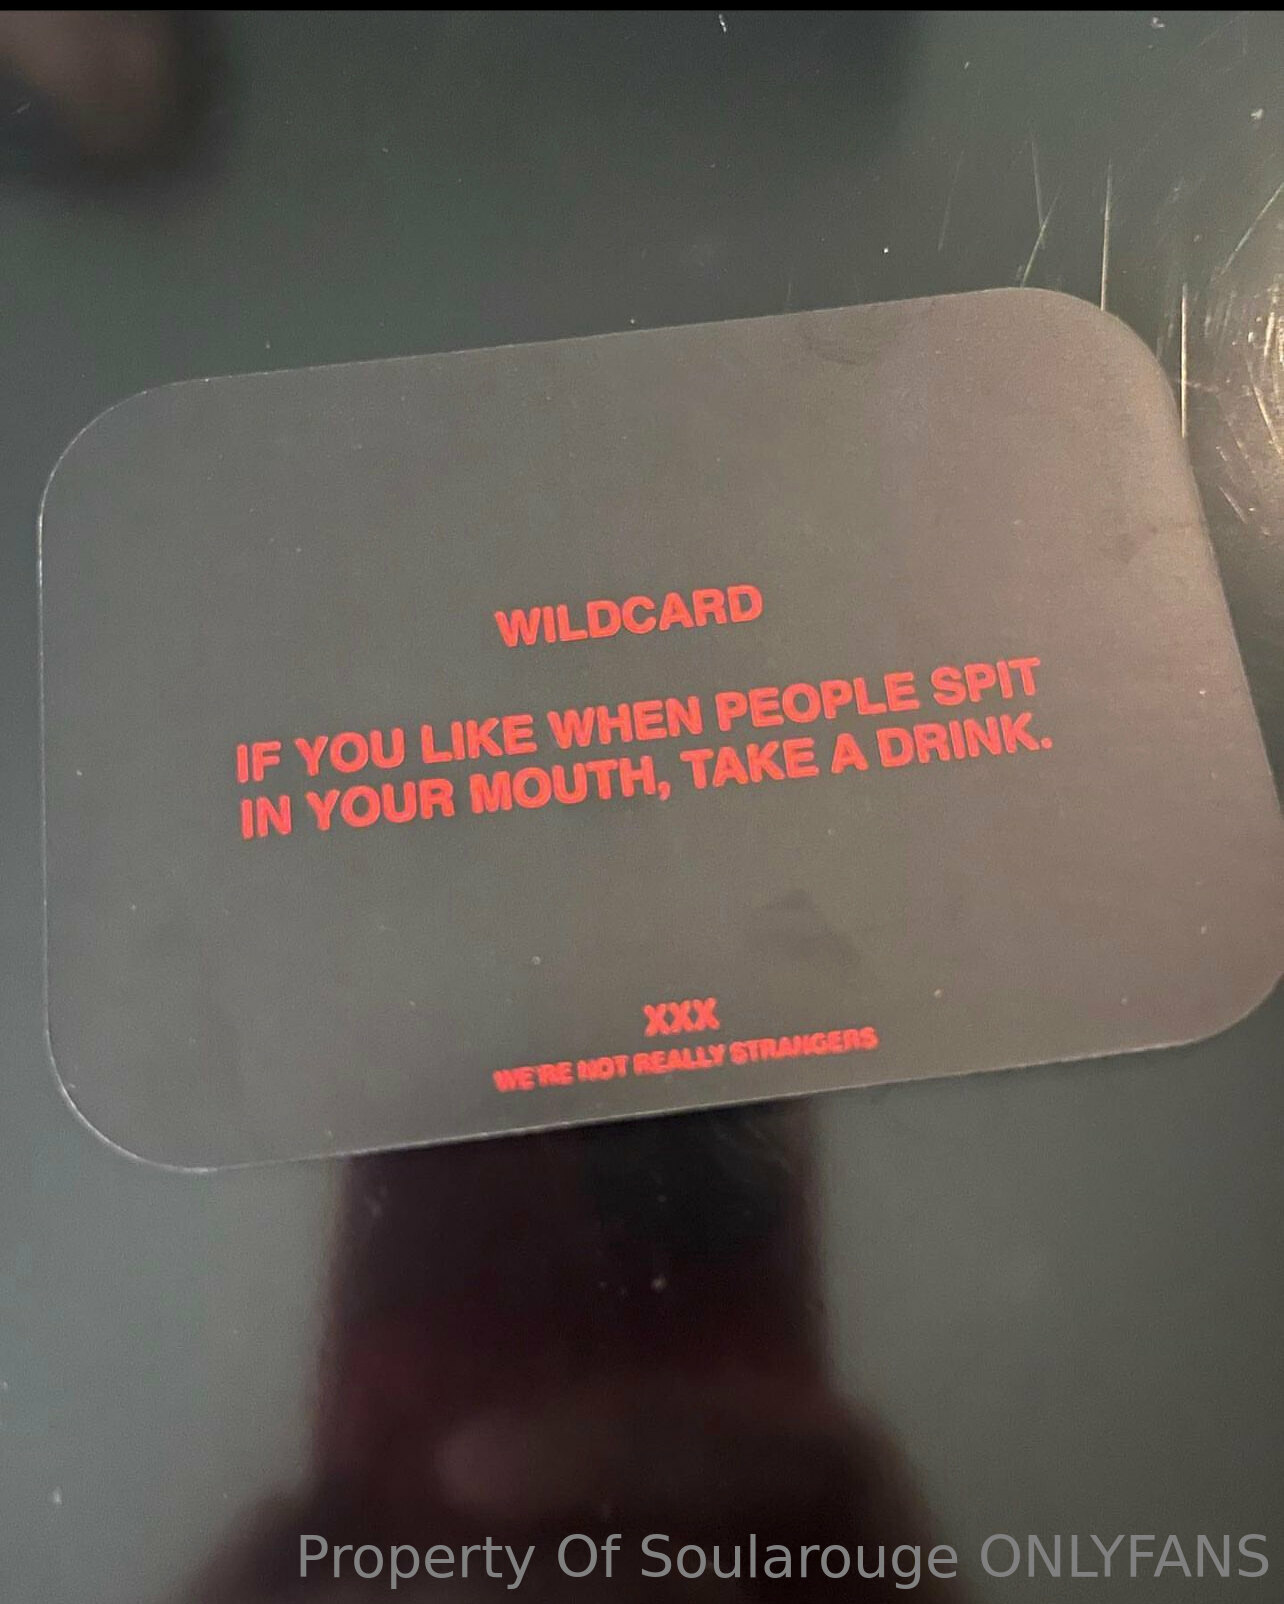 WILDCARD
IF YOU LIKE WHEN PEOPLE SPIT
IN YOUR MOUTH, TAKE A DRINK.
XXX
WE'RE NOT REALLY STRANGERS
Property Of Soularouge ONLYFANS